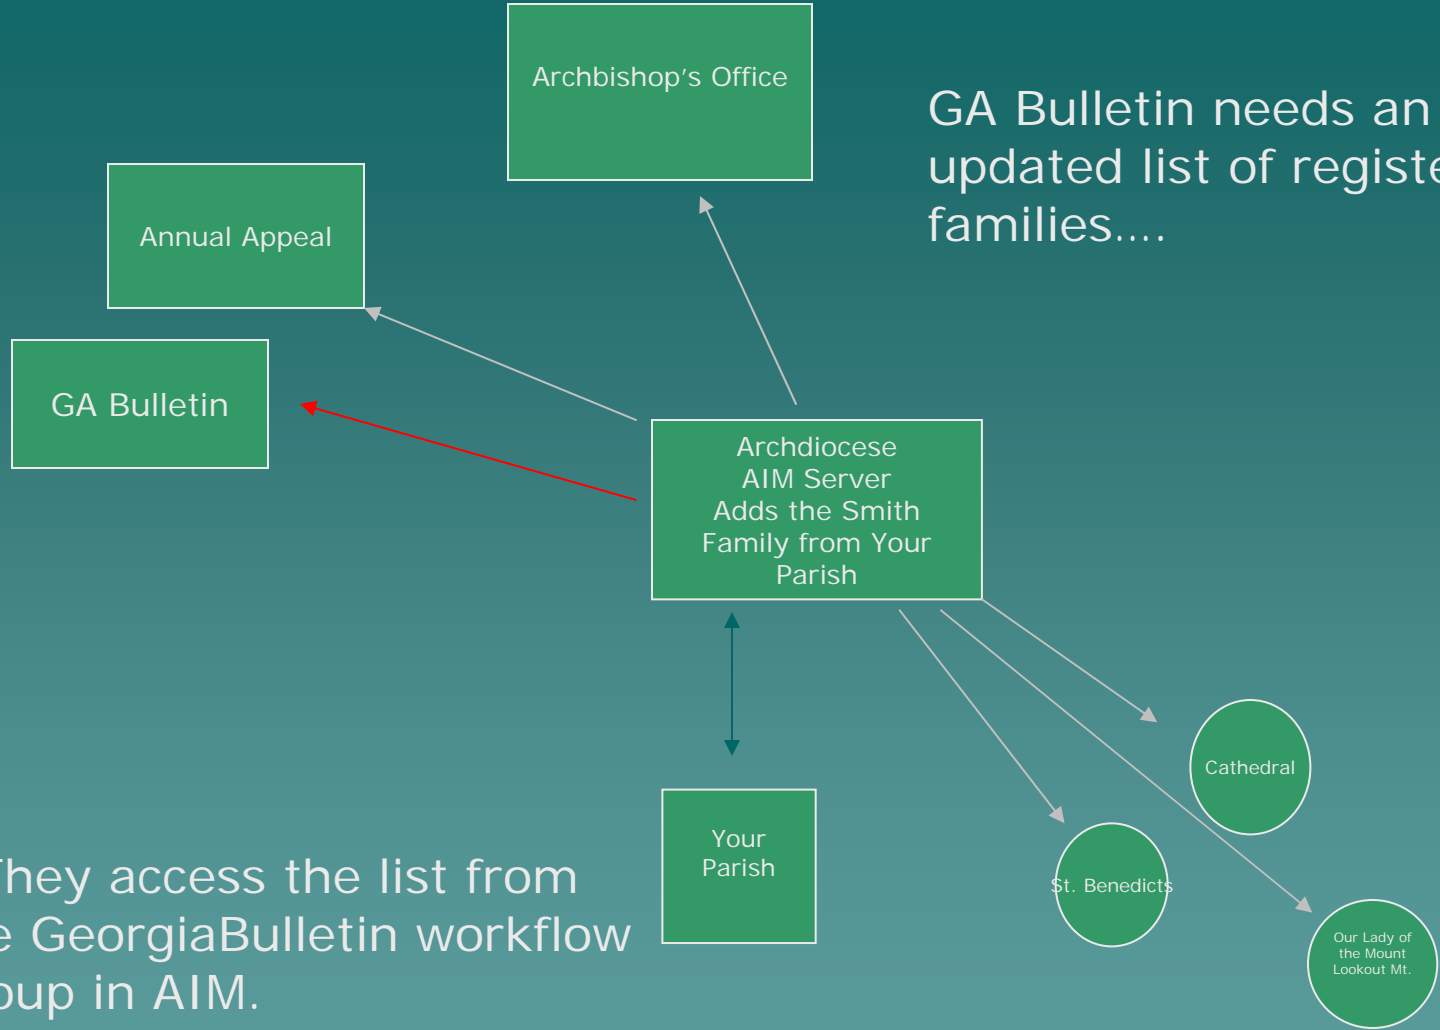 Archbishop's Office
GA Bulletin needs an
updated list of registe
families....
Annual Appeal
GA Bulletin
Archdiocese
AIM Server
Adds the Smith
Family from Your
Parish
Cathedral
Your
Parish
St. Benedicts
Our Lady of
the Mount
Lookout Mt.
They access the list from
e GeorgiaBulletin workflow
oup in AIM.